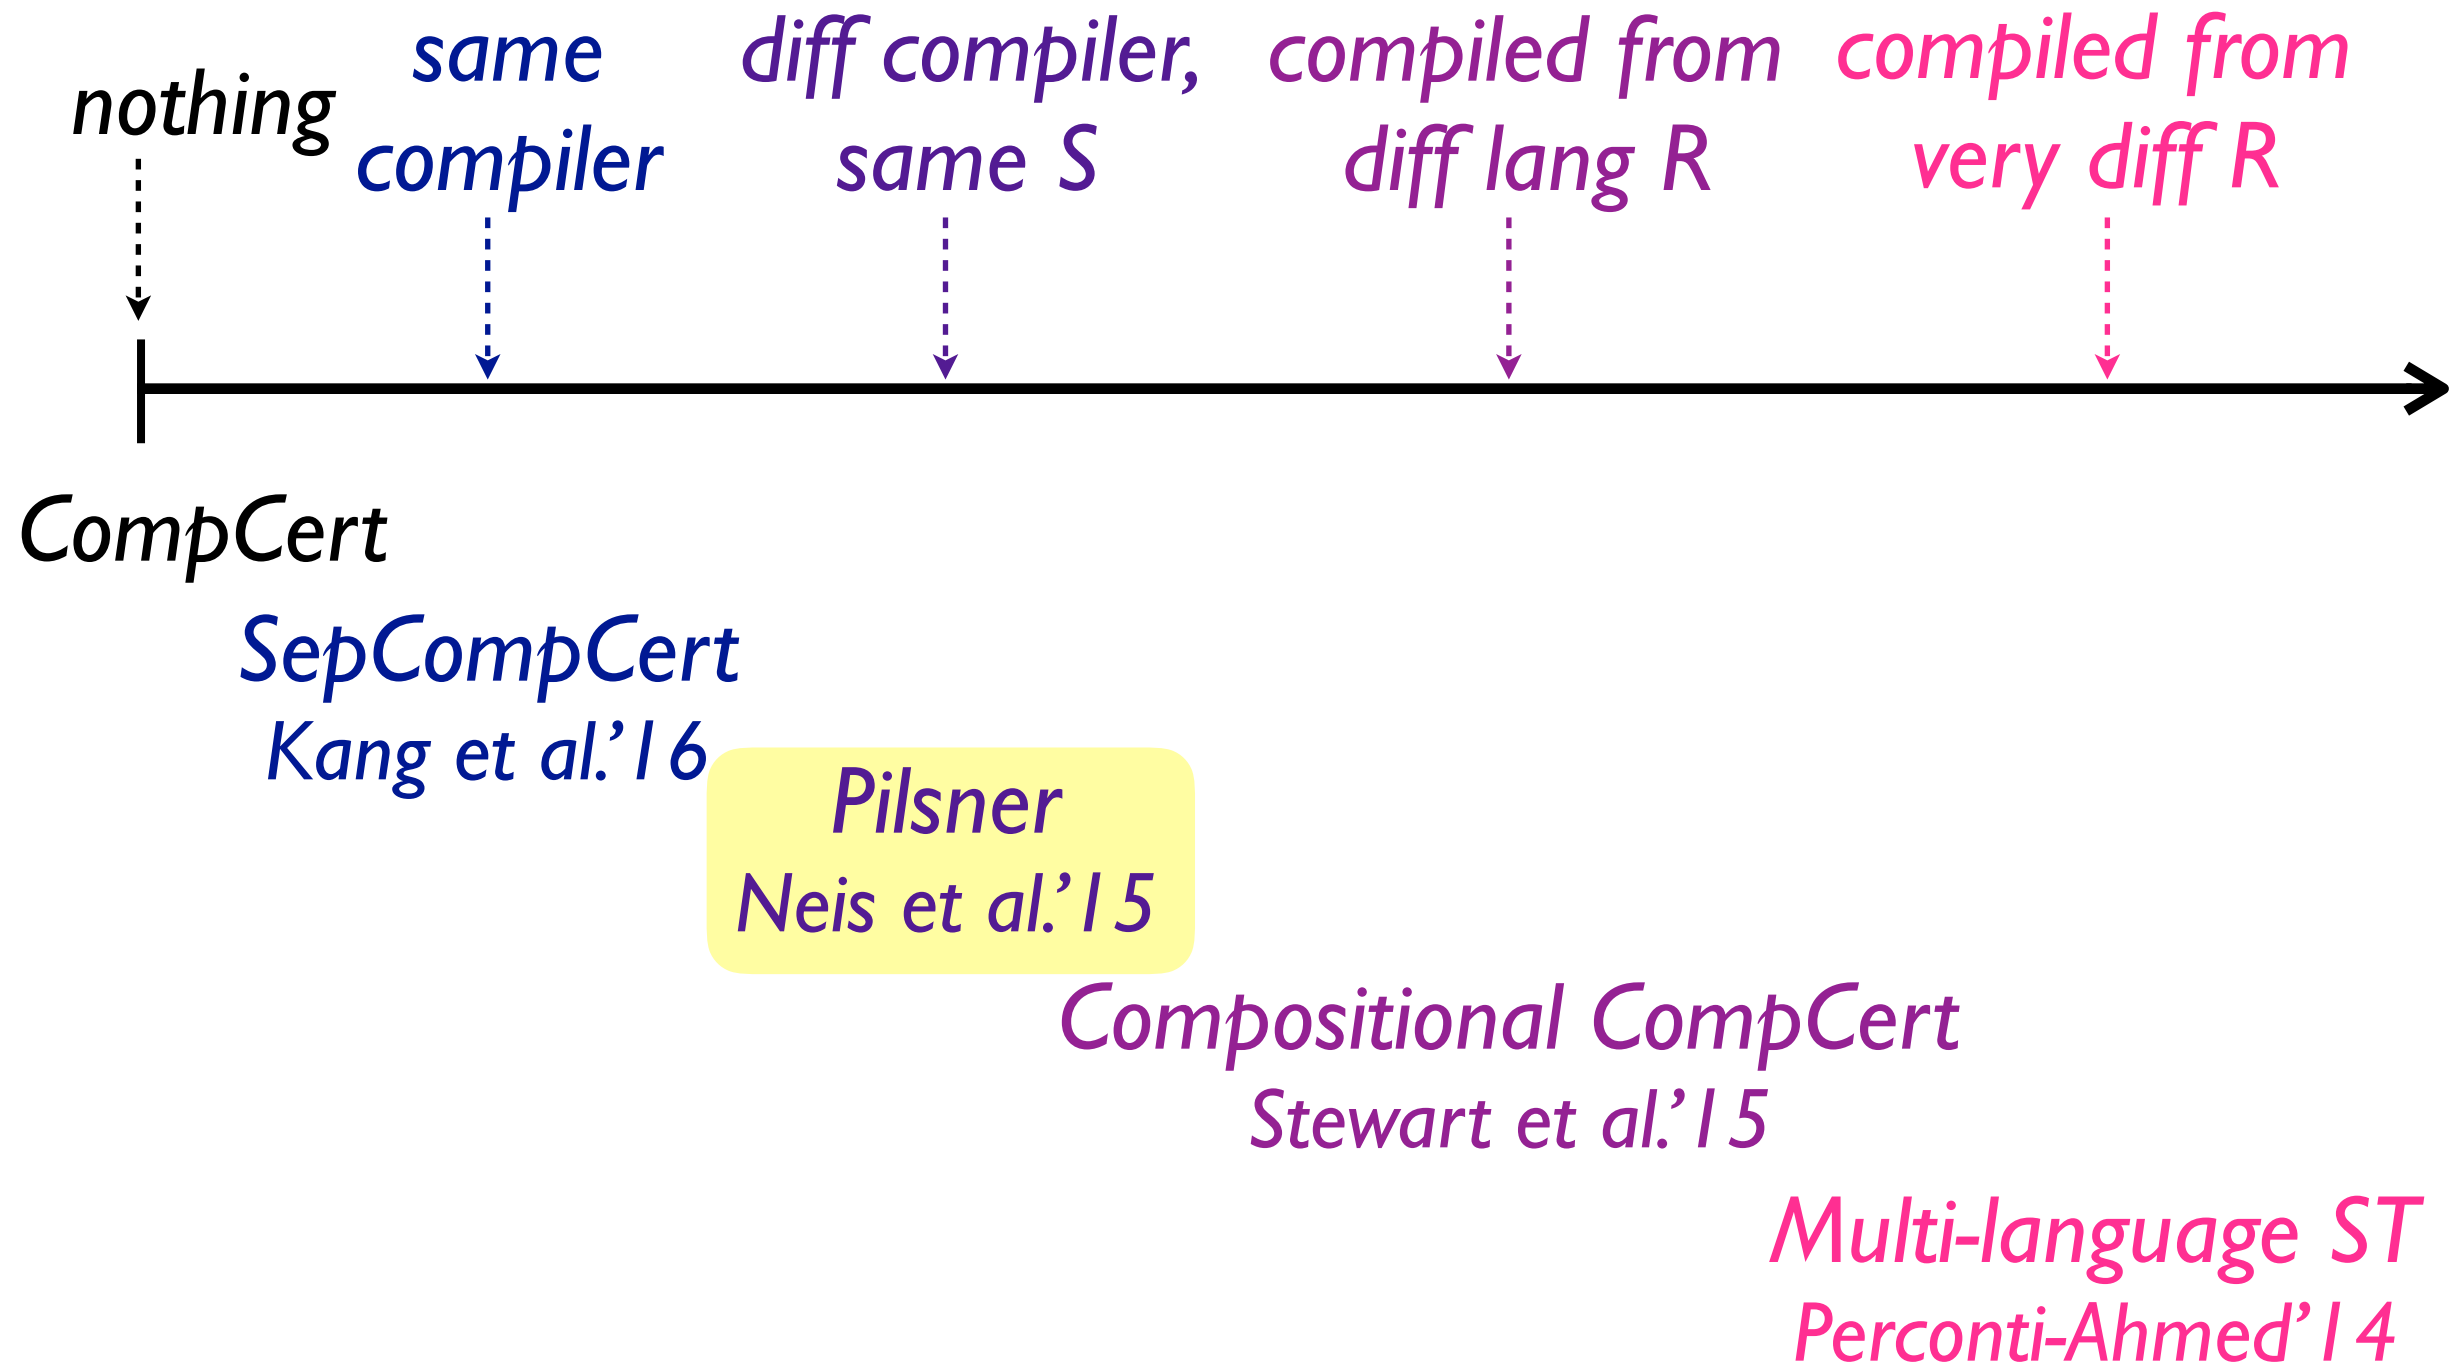 nothing
same
compiler
diff compiler,
same S
compiled from
diff lang R
compiled from
very diff R
CompCert
SepCompCert
Kang et al.’16
Pilsner
Neis et al.’15
Compositional CompCert
Stewart et al.’15
Multi-language ST
Perconti-Ahmed’14